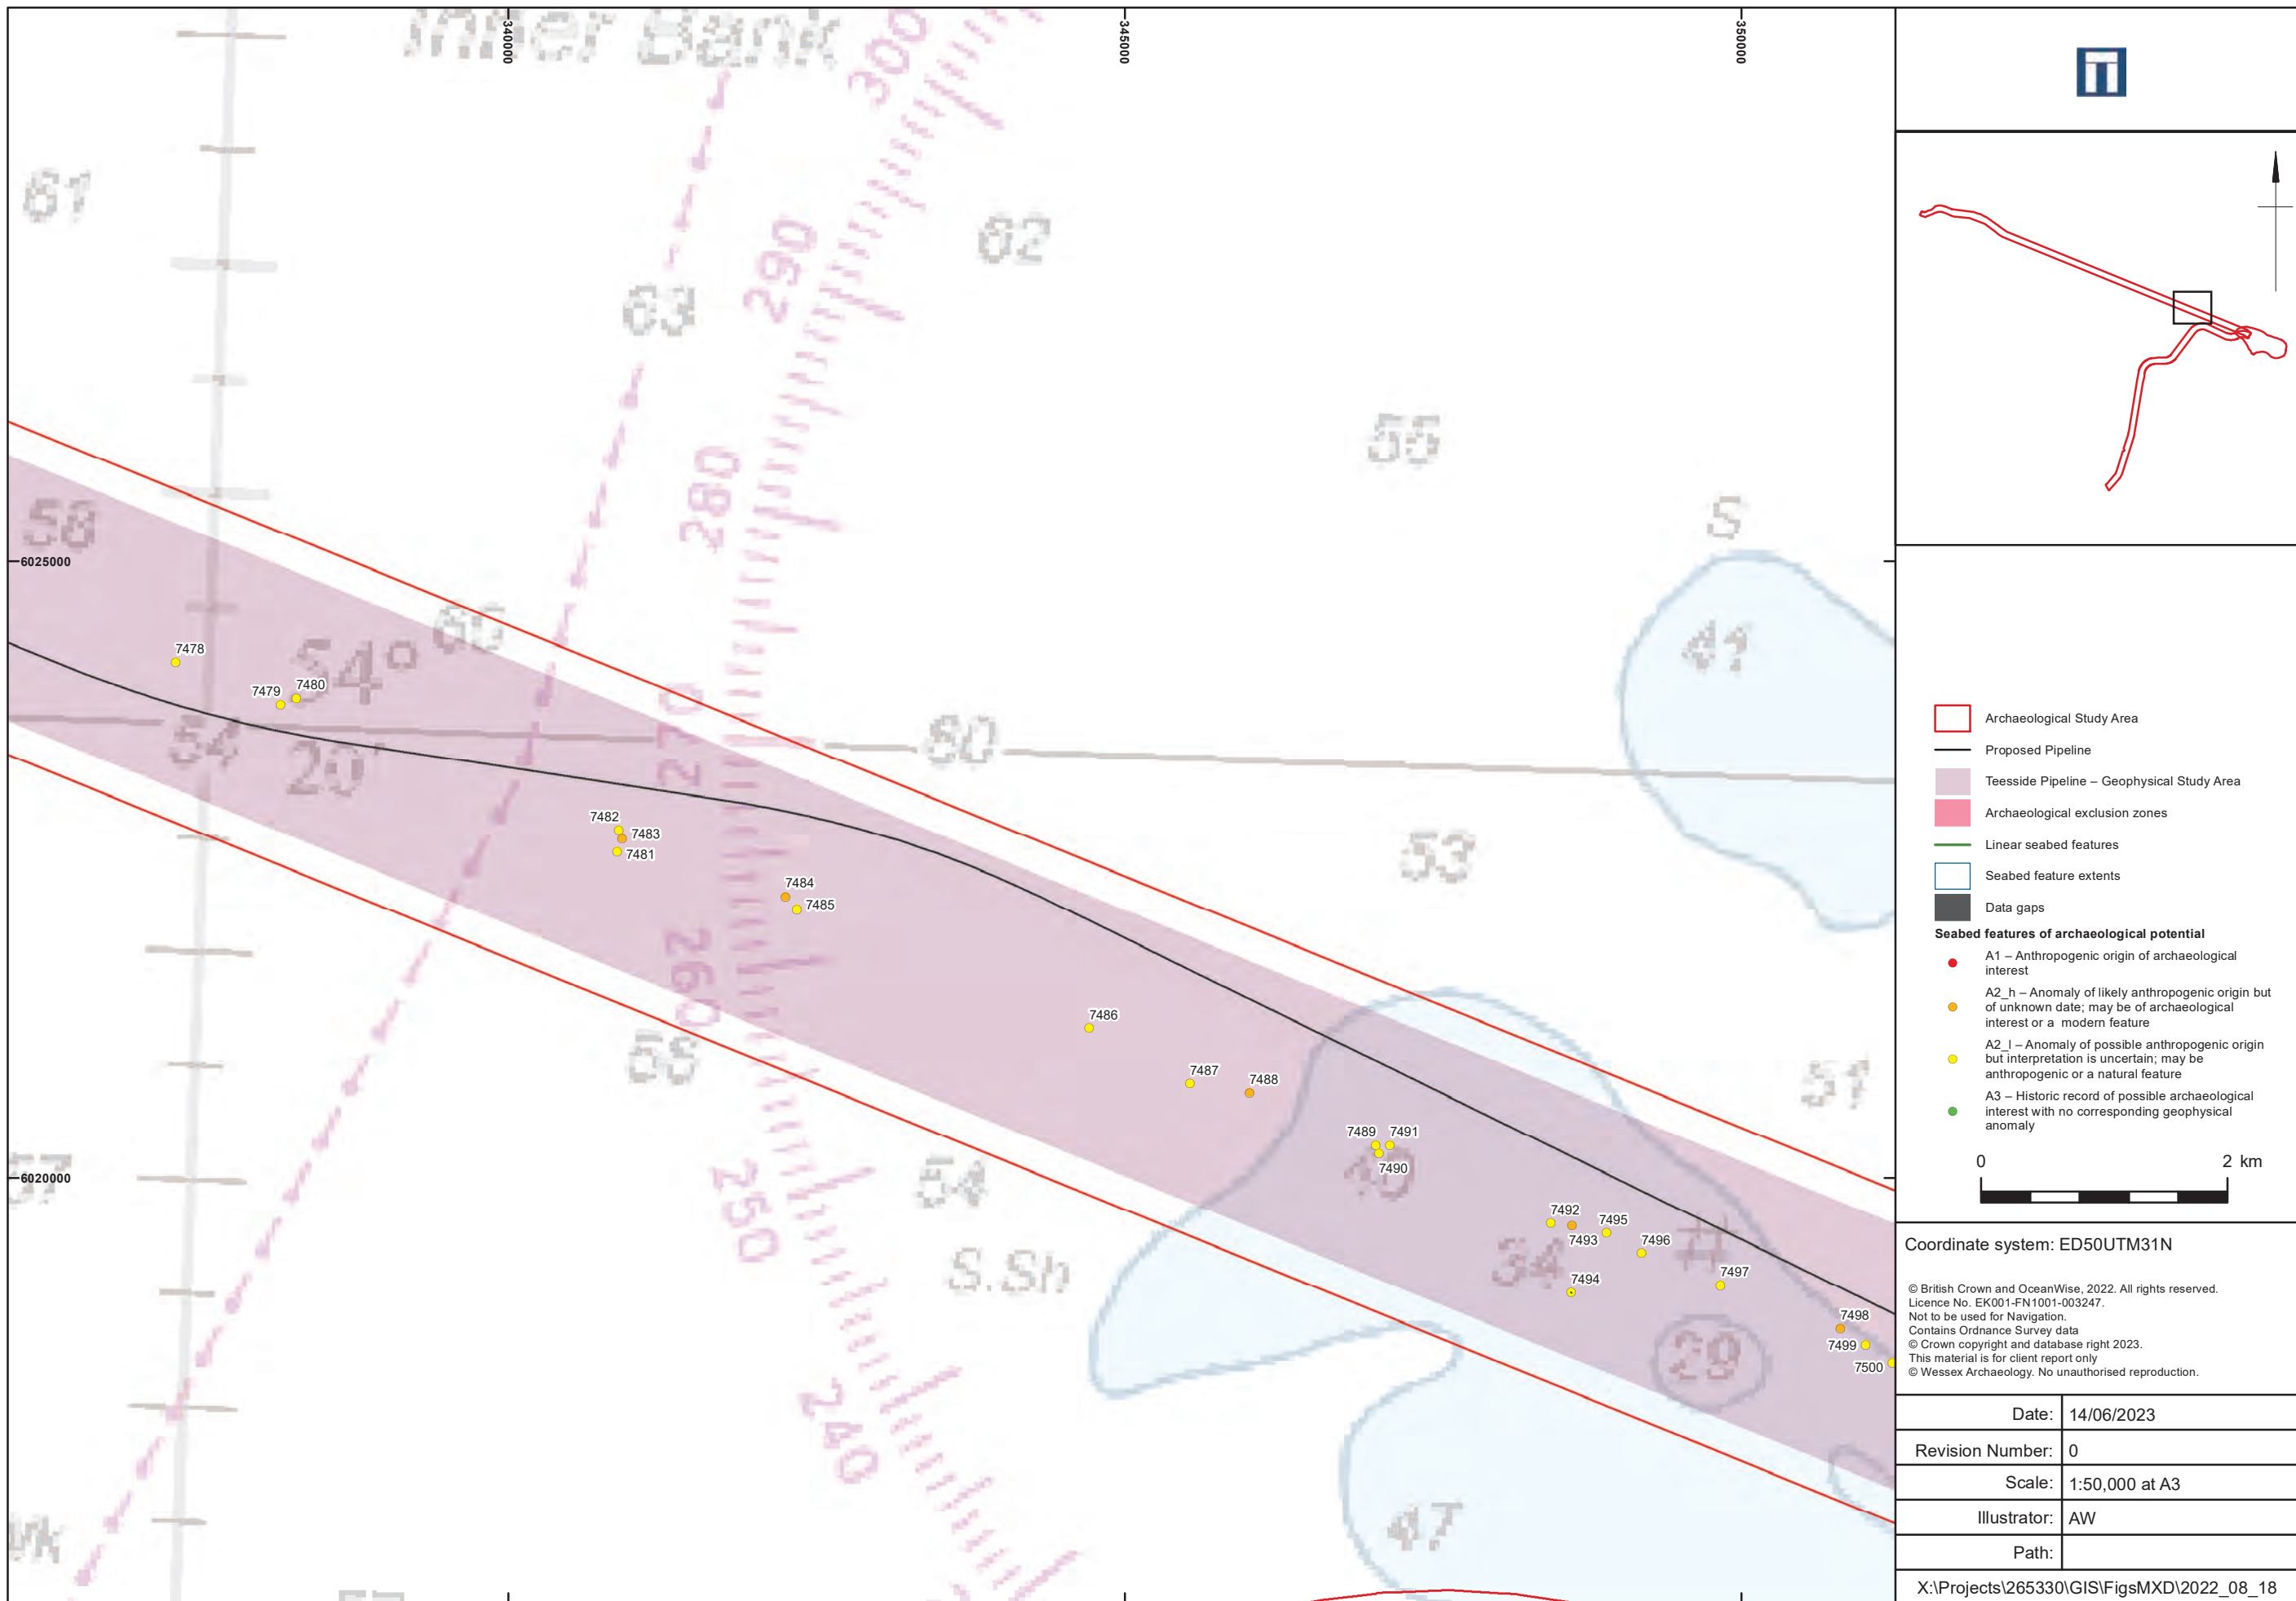 Inner Bank
340000
345000
350000
6025000
6020000
61
62
63
300
290
280
270
260
250
240
55
S
41
58
54°
20'
54
60
53
51
54
S.Sh
40
34
29
47
7478
7479
7480
7482
7483
7481
7484
7485
7486
7487
7488
7489
7491
7490
7492
7493
7495
7496
7494
7497
7498
7499
7500
Archaeological Study Area
Proposed Pipeline
Teesside Pipeline – Geophysical Study Area
Archaeological exclusion zones
Linear seabed features
Seabed feature extents
Data gaps
Seabed features of archaeological potential
A1 – Anthropogenic origin of archaeological
interest
A2_h – Anomaly of likely anthropogenic origin but
of unknown date; may be of archaeological
interest or a modern feature
A2_l – Anomaly of possible anthropogenic origin
but interpretation is uncertain; may be
anthropogenic or a natural feature
A3 – Historic record of possible archaeological
interest with no corresponding geophysical
anomaly
0 2 km
Coordinate system: ED50UTM31N
© British Crown and OceanWise, 2022. All rights reserved.
Licence No. EK001-FN1001-003247.
Not to be used for Navigation.
Contains Ordnance Survey data
© Crown copyright and database right 2023.
This material is for client report only
© Wessex Archaeology. No unauthorised reproduction.
Date: 14/06/2023
Revision Number: 0
Scale: 1:50,000 at A3
Illustrator: AW
Path:
X:\Projects\265330\GIS\FigsMXD\2022_08_18